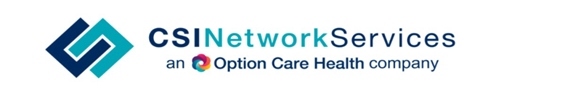 CSINetworkServices
an Option Care Health company